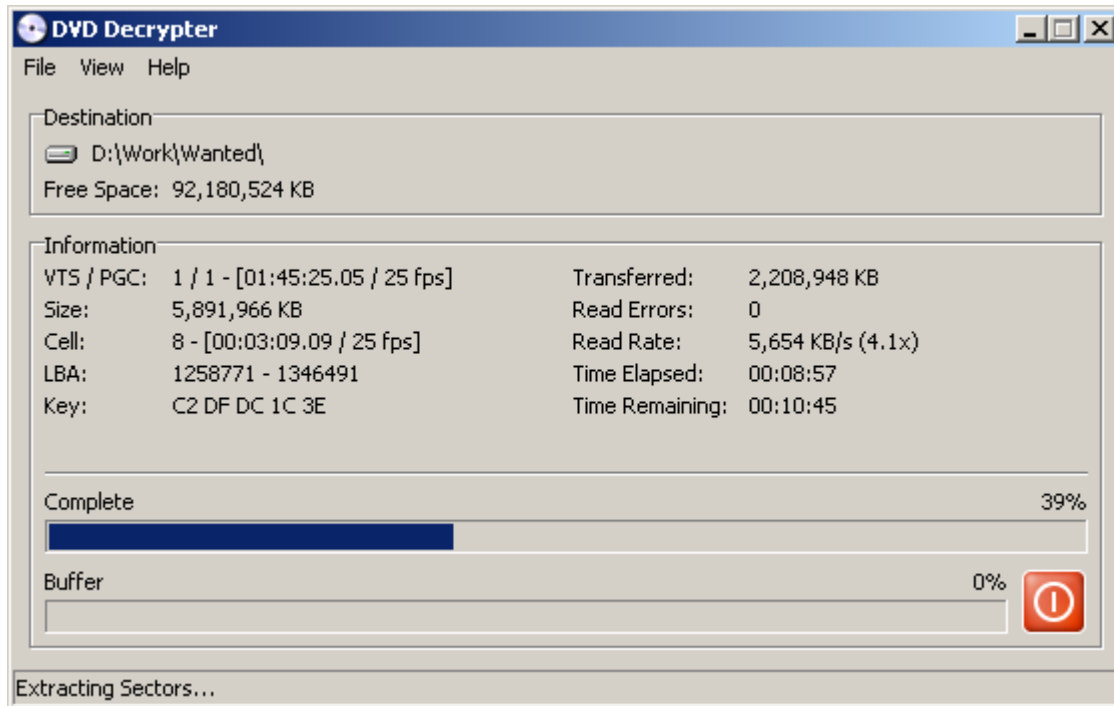 DVD Decrypter
File View Help
Destination
D:\Work\Wanted\
Free Space: 92,180,524 KB
Information
VTS / PGC: 1 / 1 - [01:45:25.05 / 25 fps] Transferred: 2,208,948 KB
Size: 5,891,966 KB Read Errors: 0
Cell: 8 - [00:03:09.09 / 25 fps] Read Rate: 5,654 KB/s (4.1x)
LBA: 1258771 - 1346491 Time Elapsed: 00:08:57
Key: C2 DF DC 1C 3E Time Remaining: 00:10:45
Complete 39%
Buffer 0%
Extracting Sectors...